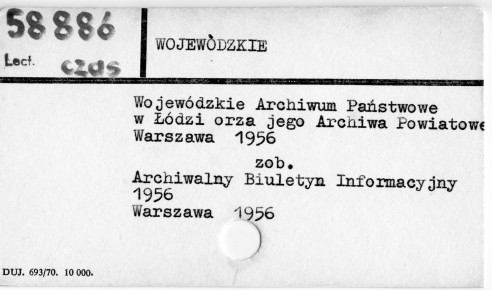 58886
Lect. czas
WOJEWÒDZKIE
Wojewódzkie Archiwum Państwowe
w Łódzi orza jego Archiwa Powiatowe
Warszawa 1956
zob.
Archiwalny Biuletyn Informacyjny
1956
Warszawa 1956
DUJ. 693/70. 10 000.